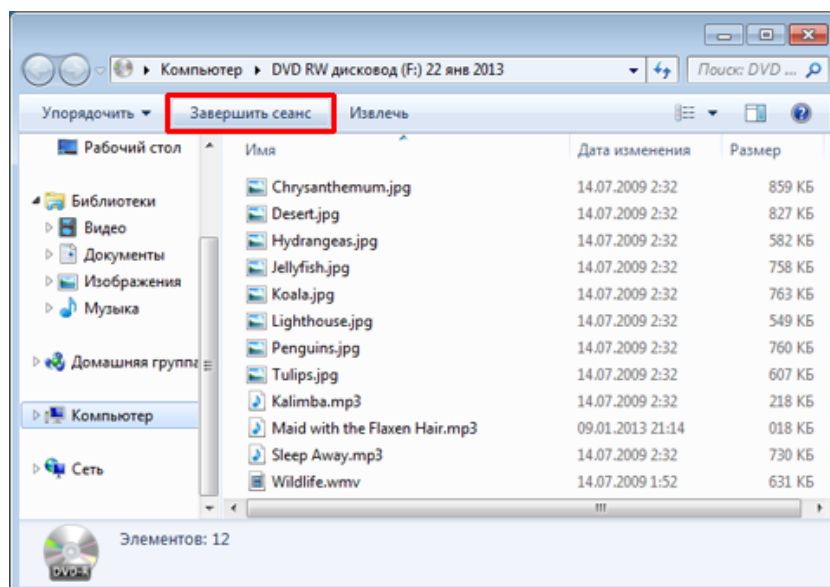 Компьютер ▸ DVD RW дисковод (F:) 22 янв 2013
Поиск: DVD ...
Упорядочить
Завершить сеанс
Извлечь
Рабочий стол
Библиотеки
Видео
Документы
Изображения
Музыка
Домашняя группа
Компьютер
Сеть
Имя Дата изменения Размер
Chrysanthemum.jpg 14.07.2009 2:32 859 КБ
Desert.jpg 14.07.2009 2:32 827 КБ
Hydrangeas.jpg 14.07.2009 2:32 582 КБ
Jellyfish.jpg 14.07.2009 2:32 758 КБ
Koala.jpg 14.07.2009 2:32 763 КБ
Lighthouse.jpg 14.07.2009 2:32 549 КБ
Penguins.jpg 14.07.2009 2:32 760 КБ
Tulips.jpg 14.07.2009 2:32 607 КБ
Kalimba.mp3 14.07.2009 2:32 218 КБ
Maid with the Flaxen Hair.mp3 09.01.2013 21:14 018 КБ
Sleep Away.mp3 14.07.2009 2:32 730 КБ
Wildlife.wmv 14.07.2009 1:52 631 КБ
Элементов: 12
DVD-R